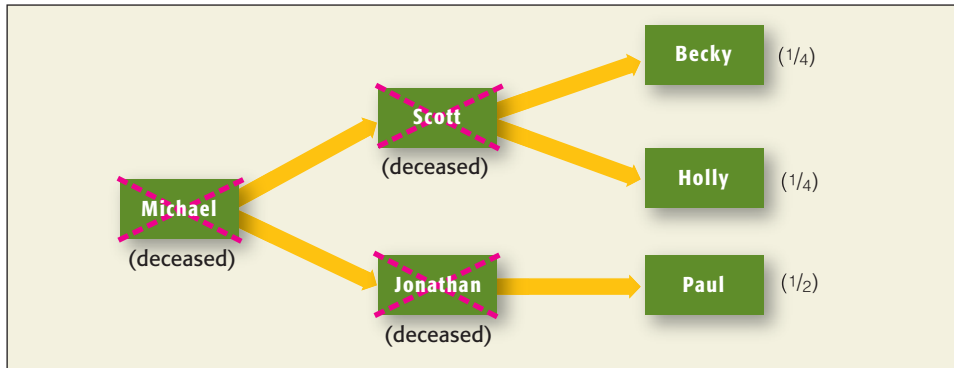 Becky
(1/4)
Scott
(deceased)
Holly
(1/4)
Michael
(deceased)
Jonathan
(deceased)
Paul
(1/2)